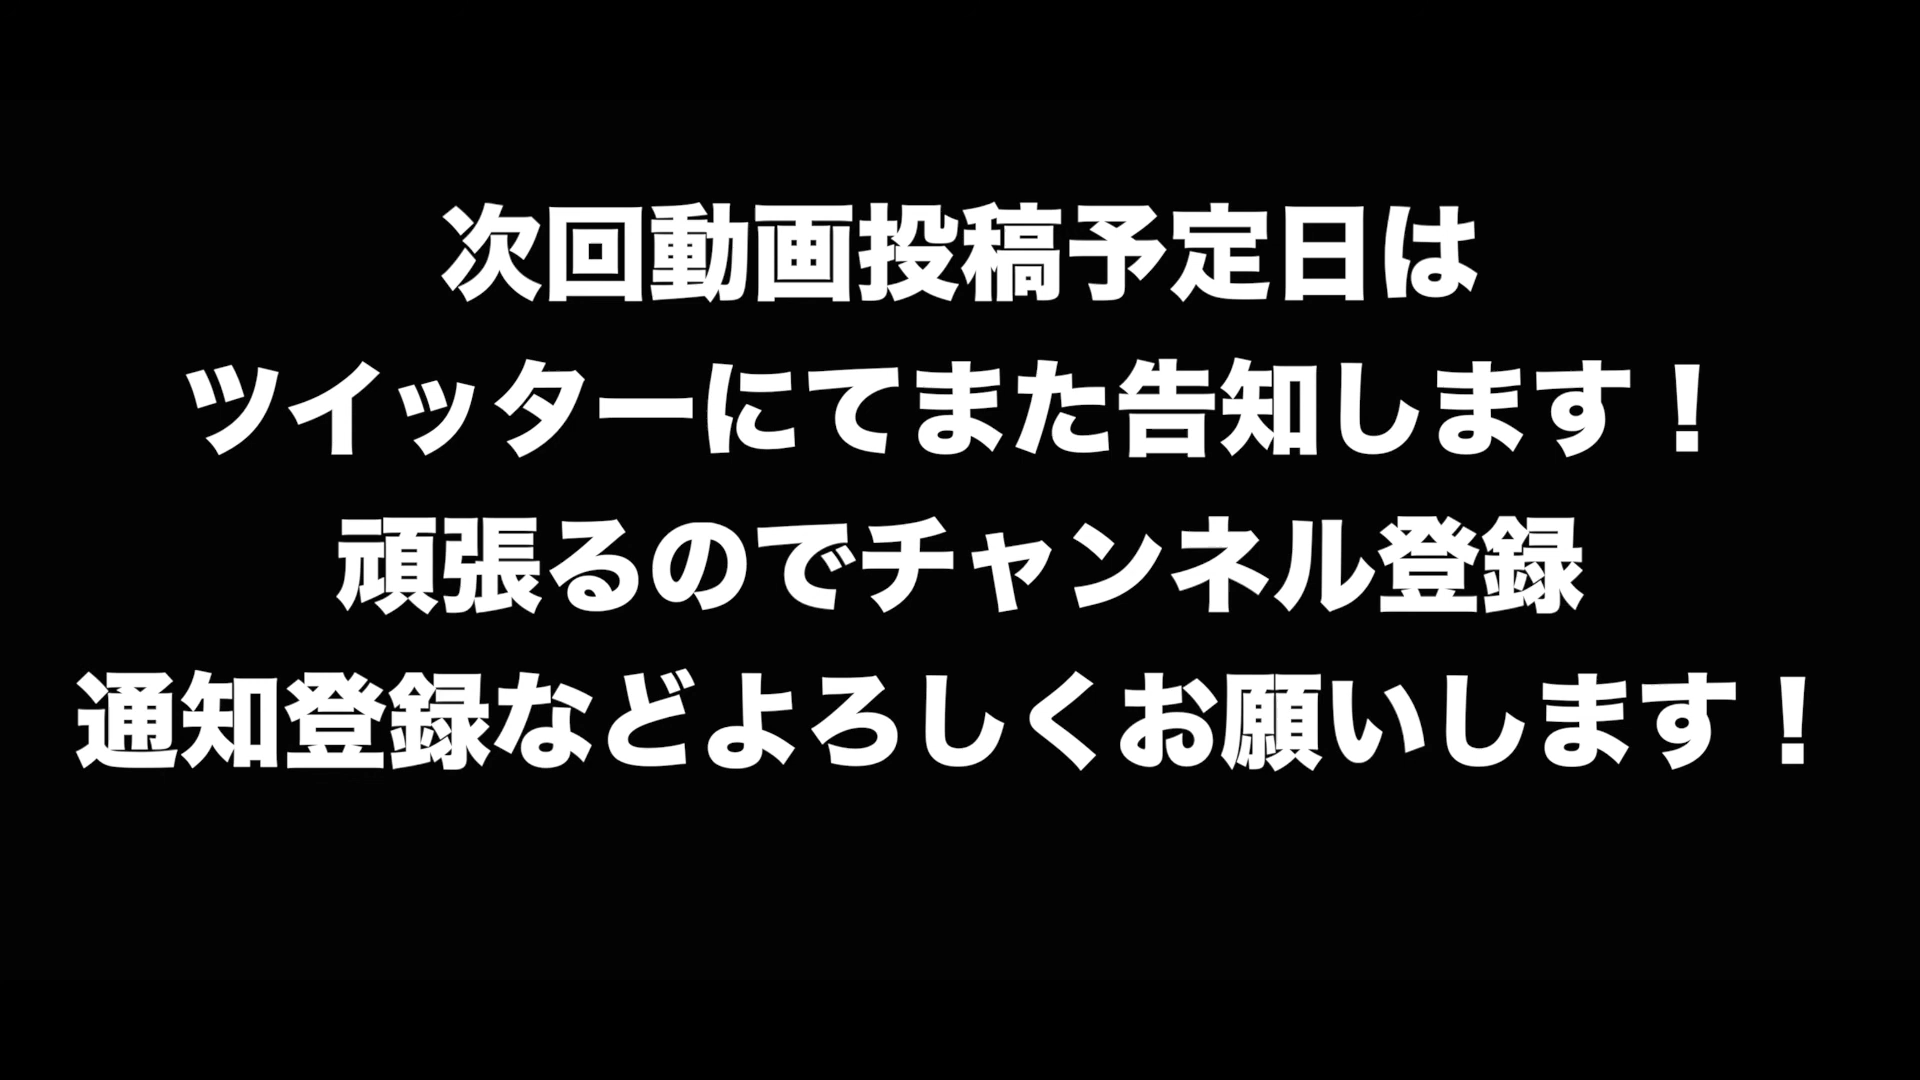 次回動画投稿予定日は
ツイッターにてまた告知します！
頑張るのでチャンネル登録
通知登録などよろしくお願いします！